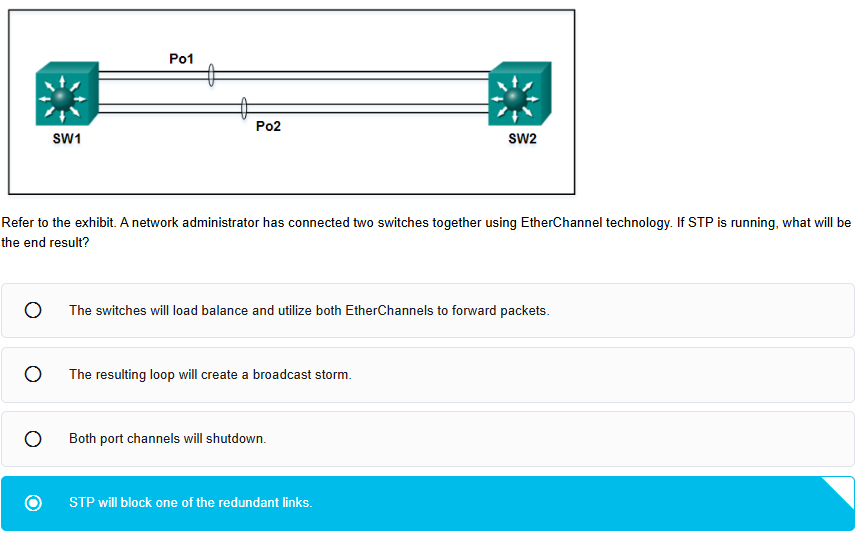 Po1
Po2
SW1
SW2
Refer to the exhibit. A network administrator has connected two switches together using EtherChannel technology. If STP is running, what will be
the end result?
The switches will load balance and utilize both EtherChannels to forward packets.
The resulting loop will create a broadcast storm.
Both port channels will shutdown.
STP will block one of the redundant links.